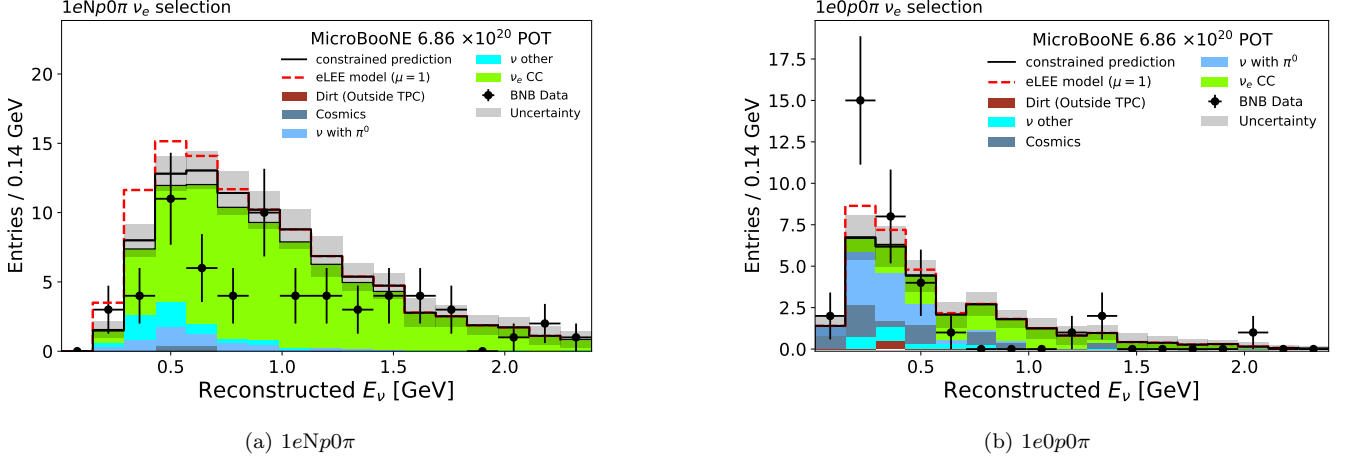 1eNp0π νₑ selection
MicroBooNE 6.86 ×10²⁰ POT
constrained prediction
eLEE model (μ = 1)
Dirt (Outside TPC)
Cosmics
ν with π⁰
ν other
νₑ CC
BNB Data
Uncertainty
Entries / 0.14 GeV
20
15
10
5
0
0.5
1.0
1.5
2.0
Reconstructed Eν [GeV]
(a) 1eNp0π
1e0p0π νₑ selection
MicroBooNE 6.86 ×10²⁰ POT
constrained prediction
eLEE model (μ = 1)
Dirt (Outside TPC)
ν other
Cosmics
ν with π⁰
νₑ CC
BNB Data
Uncertainty
Entries / 0.14 GeV
17.5
15.0
12.5
10.0
7.5
5.0
2.5
0.0
0.5
1.0
1.5
2.0
Reconstructed Eν [GeV]
(b) 1e0p0π